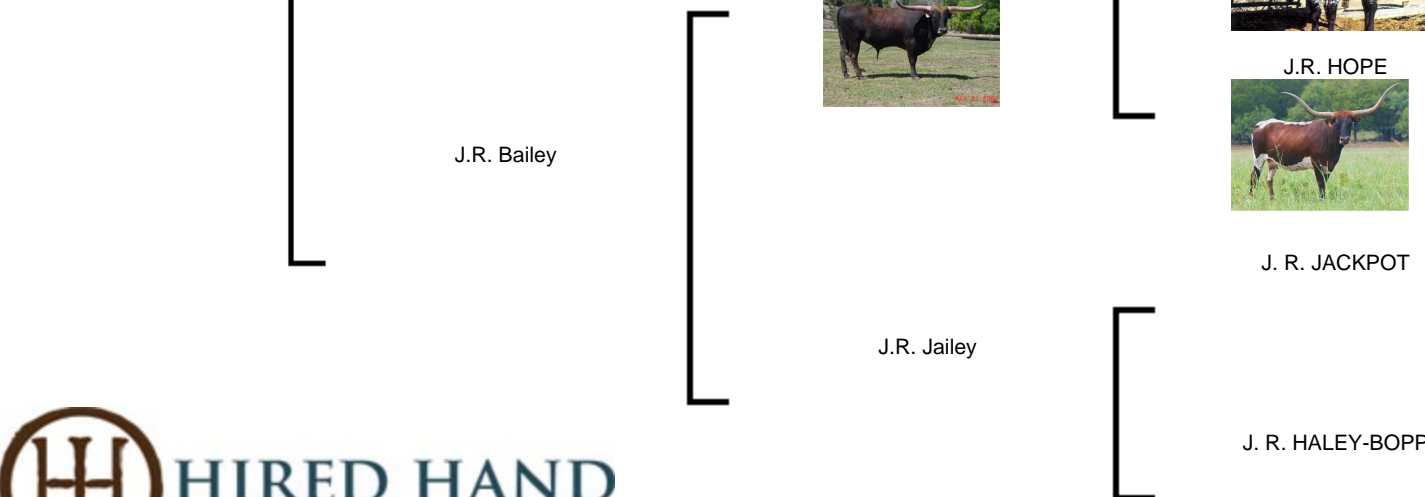 J.R. HOPE
J.R. Bailey
J. R. JACKPOT
J.R. Jailey
J. R. HALEY-BOPP
HIRED HAND